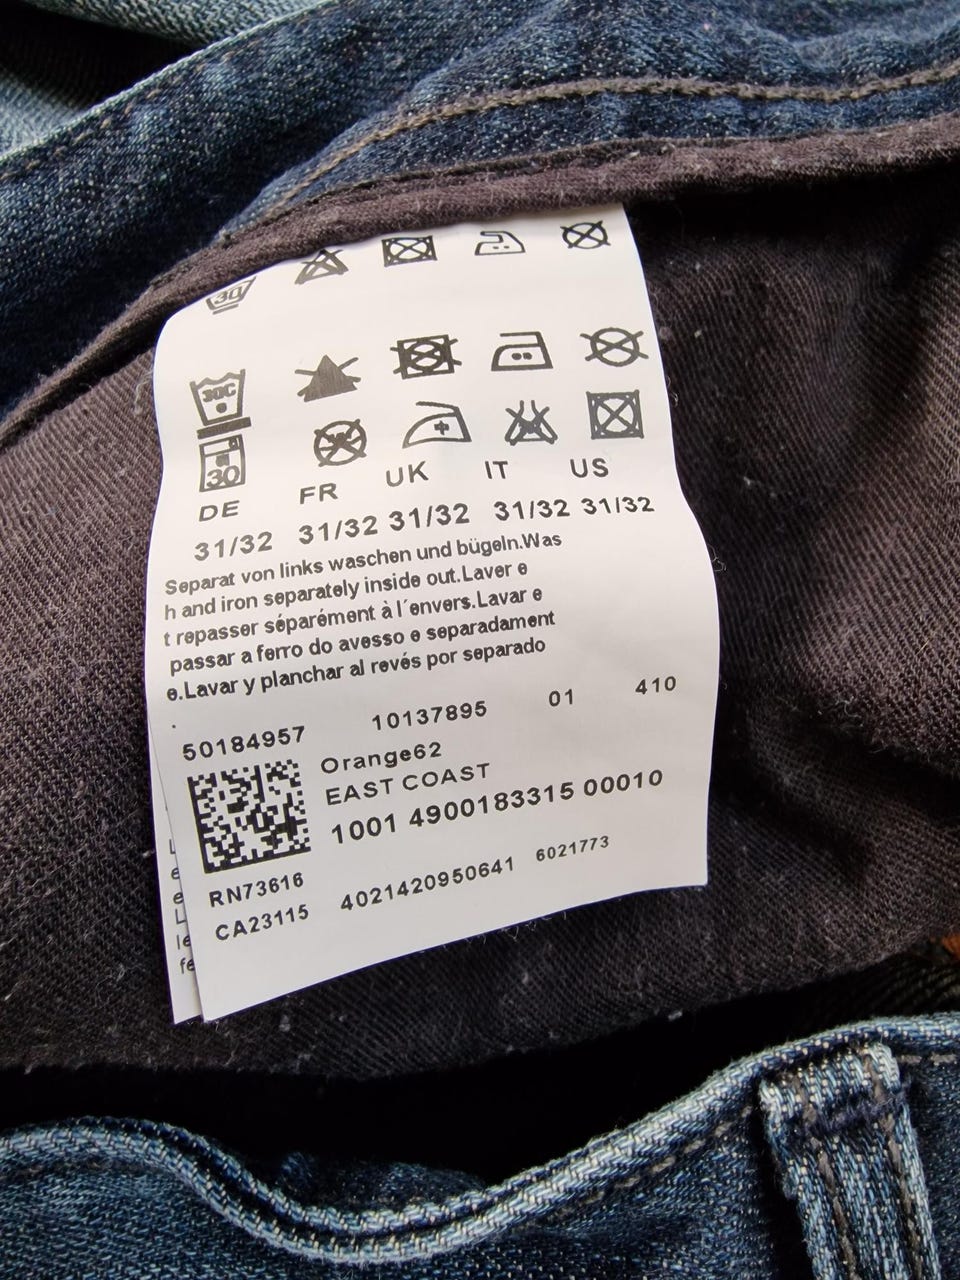 30
30C
30
DE FR UK IT US
31/32 31/32 31/32 31/32 31/32
Separat von links waschen und bügeln.Was
h and iron separately inside out.Laver e
t repasser séparément à l´envers.Lavar e
passar a ferro do avesso e separadament
e.Lavar y planchar al revés por separado
.
50184957 10137895 01 410
Orange62
EAST COAST
1001 4900183315 00010
RN73616
CA23115 4021420950641 6021773